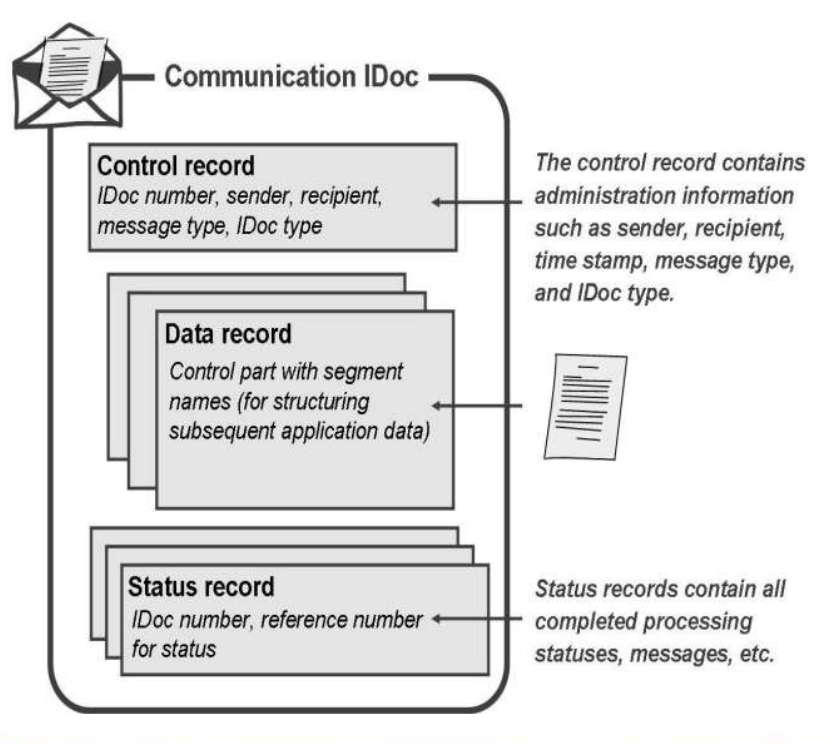 Communication IDoc
Control record
IDoc number, sender, recipient,
message type, IDoc type
The control record contains
administration information
such as sender, recipient,
time stamp, message type,
and IDoc type.
Data record
Control part with segment
names (for structuring
subsequent application data)
Status record
IDoc number, reference number
for status
Status records contain all
completed processing
statuses, messages, etc.